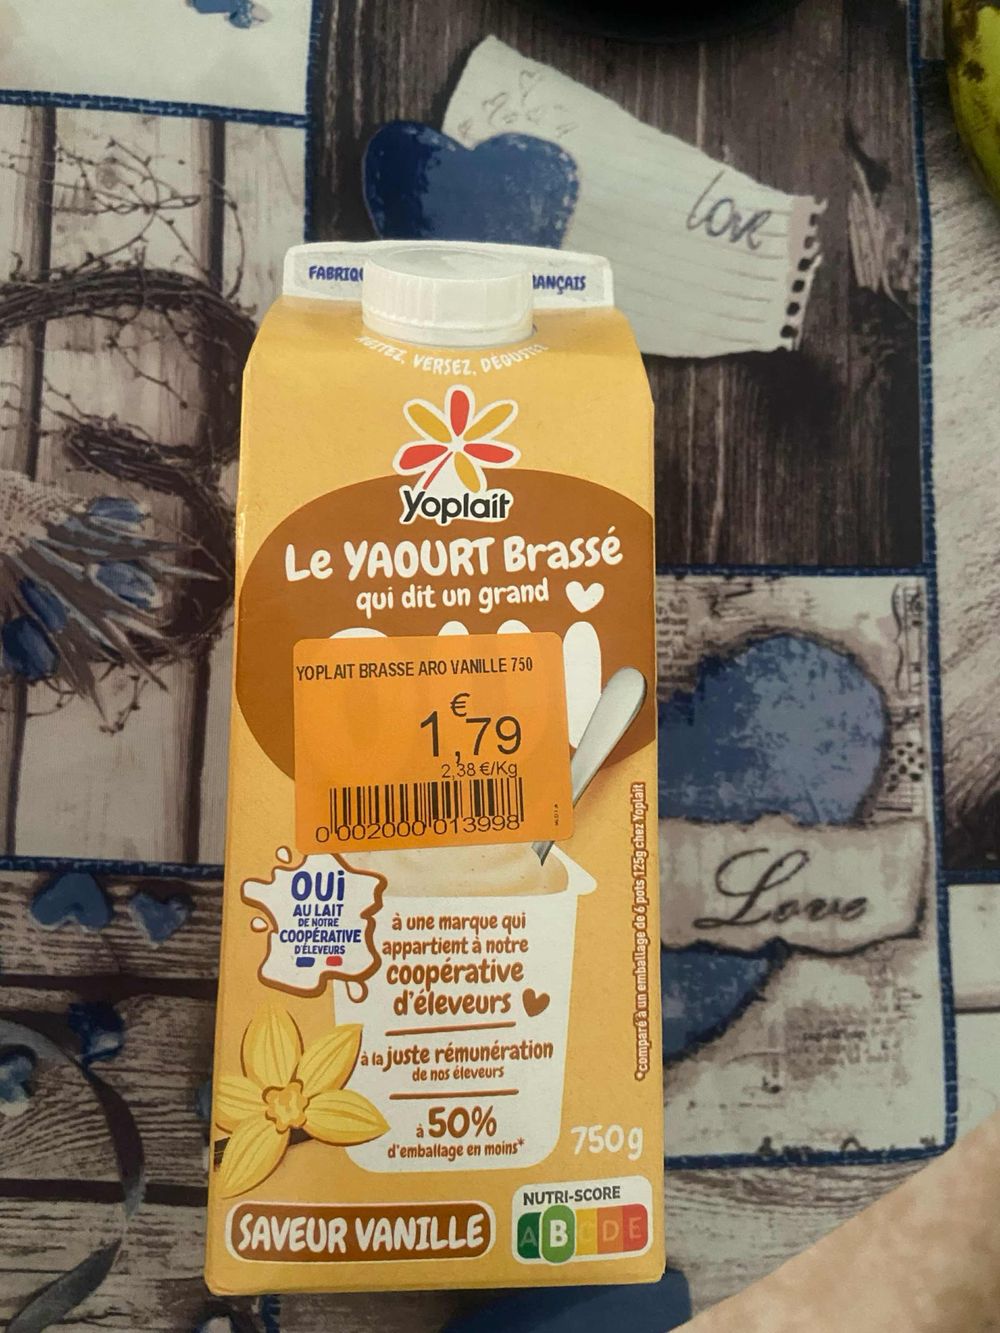 love
FABRIQU
ANÇAIS
AGITEZ, VERSEZ, DÉGUSTEZ
Yoplait
Le YAOURT Brassé
qui dit un grand
YOPLAIT BRASSE ARO VANILLE 750
€
1,79
2,38 €/Kg
0 002000 013998
OUi
AU LAIT
DE NOTRE
COOPÉRATIVE
D'ÉLEVEURS
à une marque qui
appartient à notre
coopérative
d'éleveurs
à la juste rémunération
de nos éleveurs
à 50%
d'emballage en moins*
*comparé à un emballage de 6 pots 125g chez Yoplait
750g
SAVEUR VANILLE
NUTRI-SCORE
A B C D E
Love